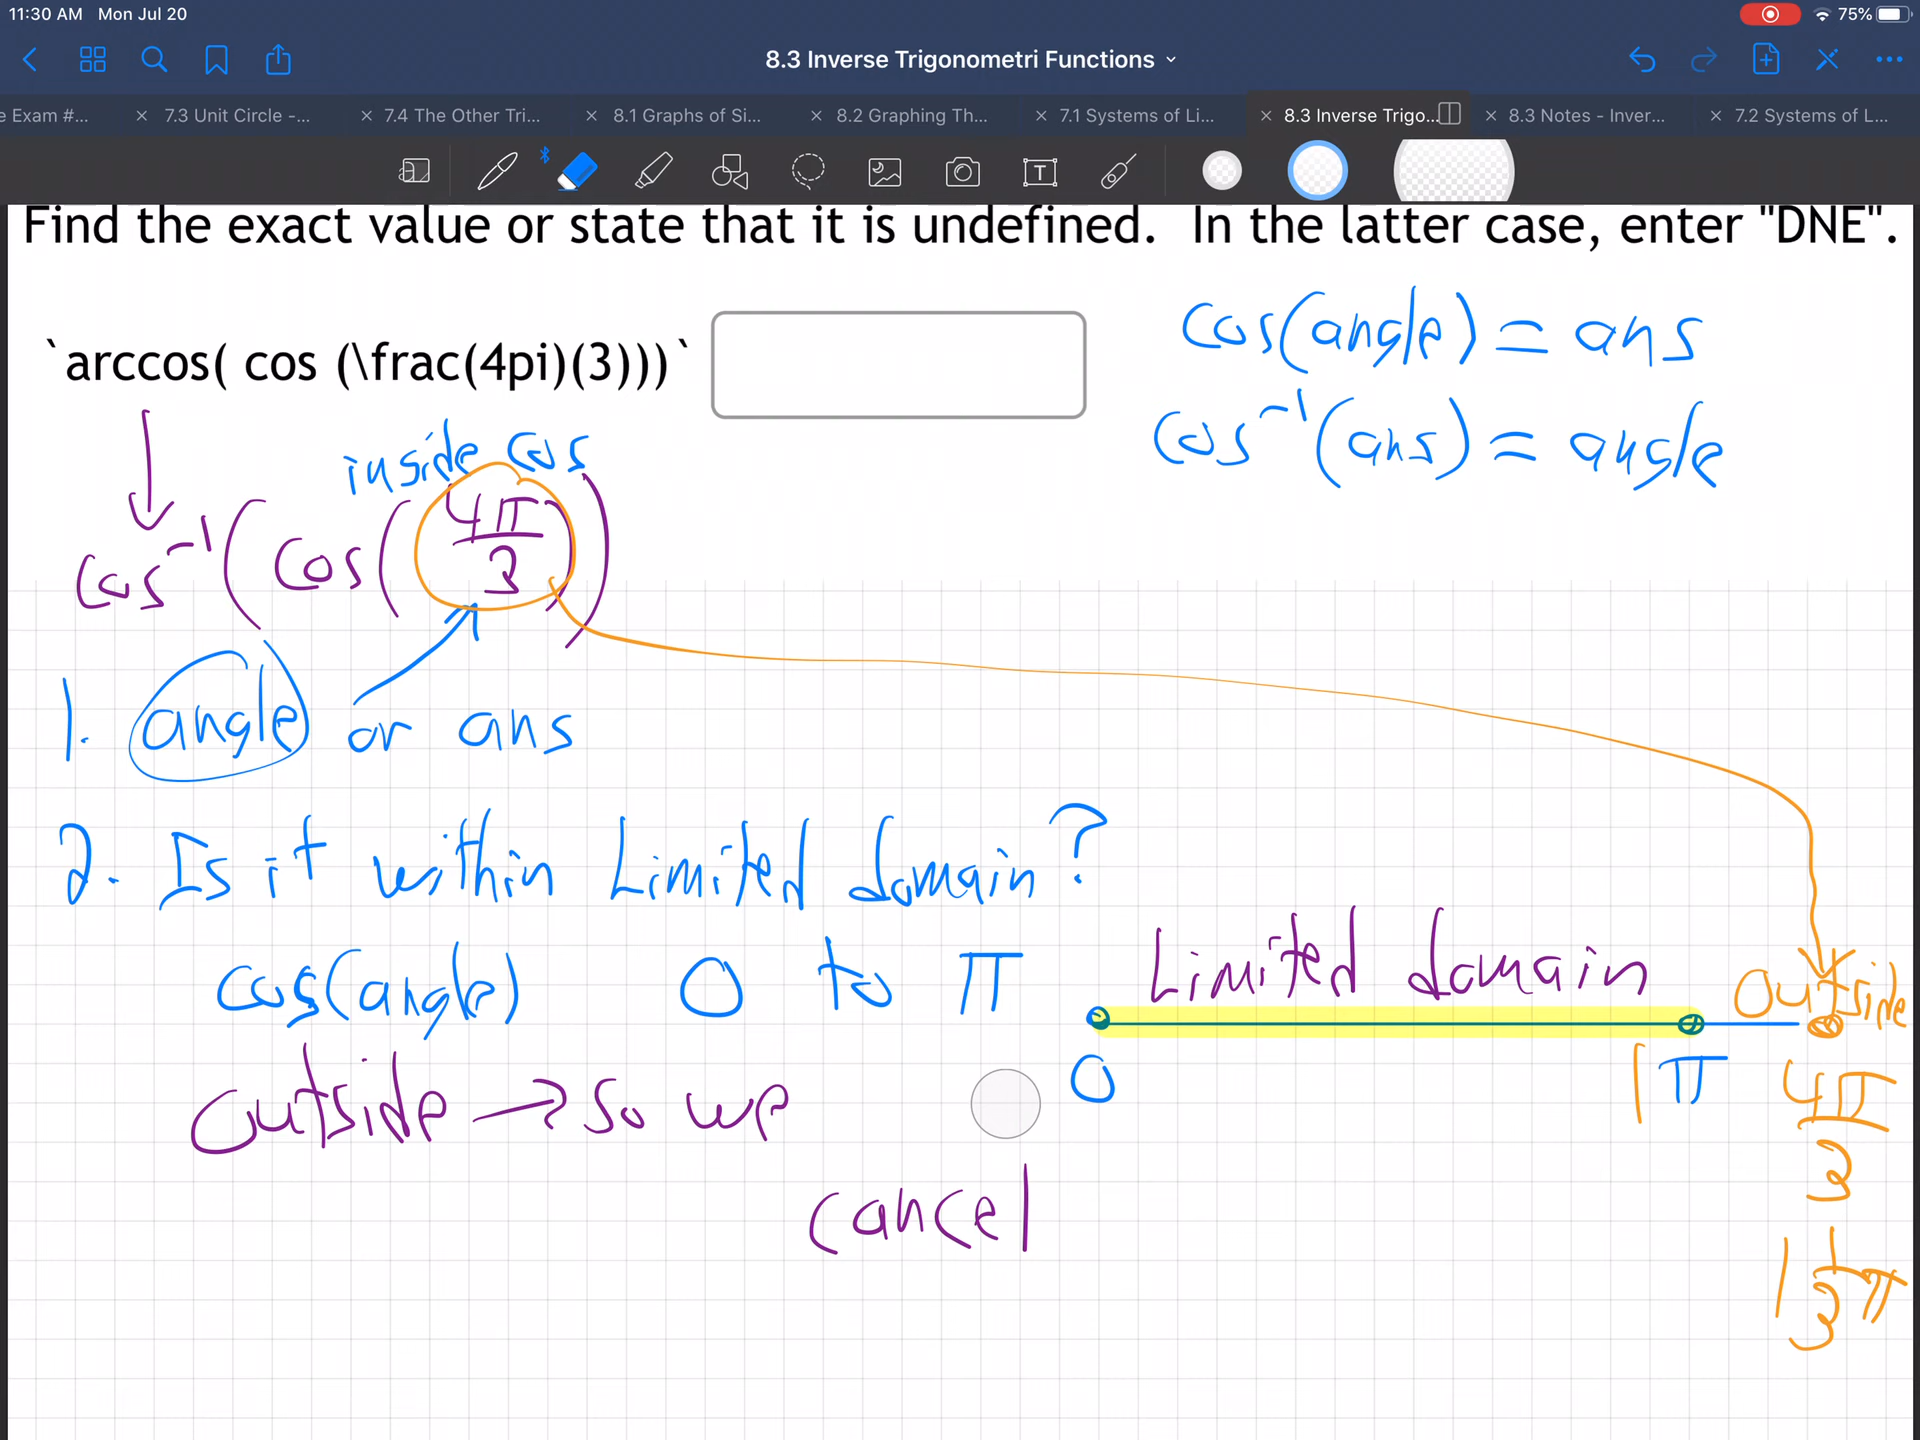 11:30 AM Mon Jul 20
75%
8.3 Inverse Trigonometri Functions
e Exam #...
7.3 Unit Circle -...
7.4 The Other Tri...
8.1 Graphs of Si...
8.2 Graphing Th...
7.1 Systems of Li...
8.3 Inverse Trigo...
8.3 Notes - Inver...
7.2 Systems of L...
T
Find the exact value or state that it is undefined. In the latter case, enter "DNE".
`arccos( cos (\frac(4pi)(3)))`
cos(angle) = ans
cos⁻¹(ans) = angle
inside cos
cos⁻¹(cos(4π/3))
1. angle or ans
2. Is it within Limited domain?
cos(angle) 0 to π
Limited domain
outside
0
1π
4π/3
1 1/3 π
outside → so we
cancel